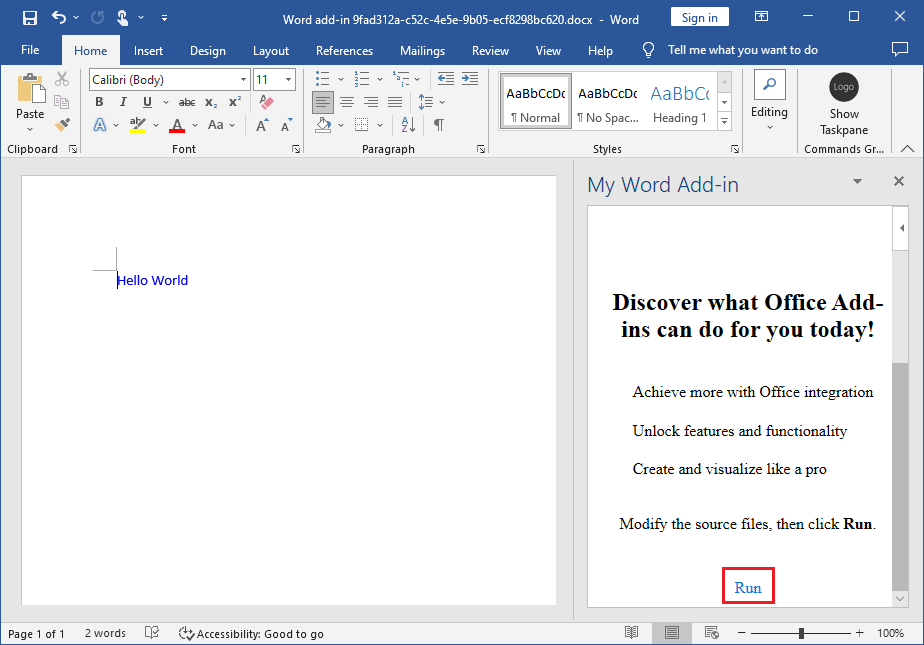 Word add-in 9fad312a-c52c-4e5e-9b05-ecf8298bc620.docx - Word
Sign in
File Home Insert Design Layout References Mailings Review View Help Tell me what you want to do
Paste
Clipboard
Calibri (Body) 11
B I U abc x₂ x²
A ab A Aa A A
Font
A Z
Paragraph
AaBbCcDc AaBbCcDc AaBbCc
¶ Normal ¶ No Spac... Heading 1
Styles
Editing
Logo
Show
Taskpane
Commands Gr...
Hello World
My Word Add-in
Discover what Office Add-
ins can do for you today!
Achieve more with Office integration
Unlock features and functionality
Create and visualize like a pro
Modify the source files, then click Run.
Run
Page 1 of 1 2 words Accessibility: Good to go 100%